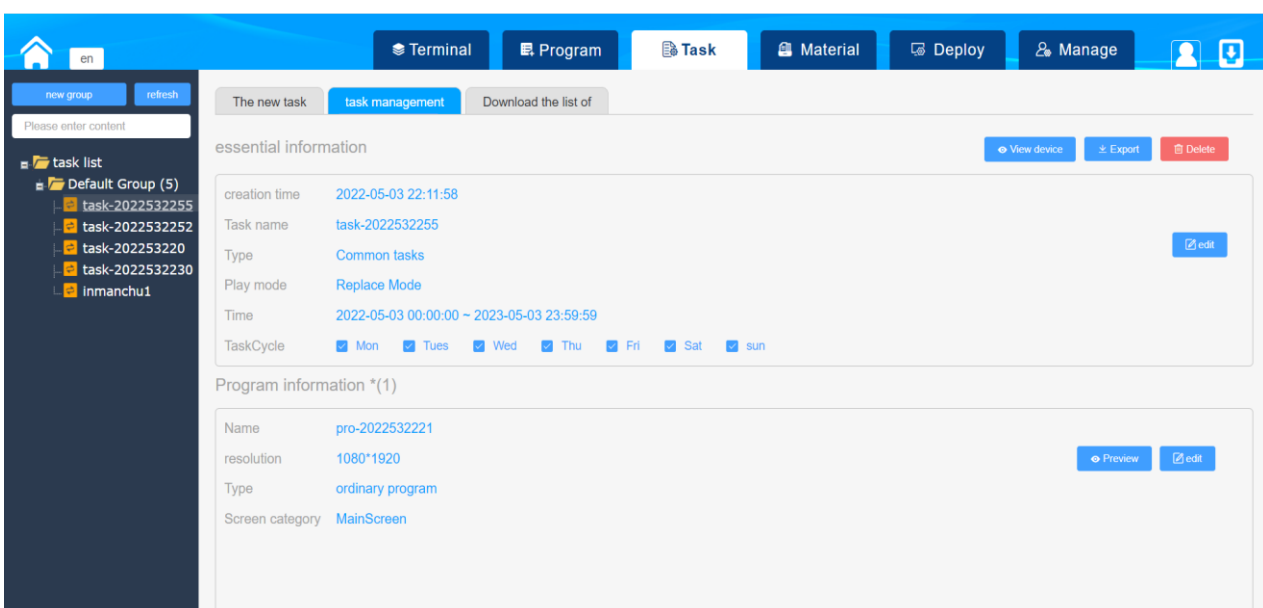 en
Terminal
Program
Task
Material
Deploy
Manage
new group
refresh
Please enter content
task list
Default Group (5)
task-2022532255
task-2022532252
task-202253220
task-2022532230
inmanchu1
The new task
task management
Download the list of
essential information
View device
Export
Delete
creation time 2022-05-03 22:11:58
Task name task-2022532255
Type Common tasks
edit
Play mode Replace Mode
Time 2022-05-03 00:00:00 ~ 2023-05-03 23:59:59
TaskCycle Mon Tues Wed Thu Fri Sat sun
Program information *(1)
Name pro-2022532221
resolution 1080*1920
Preview
edit
Type ordinary program
Screen category MainScreen